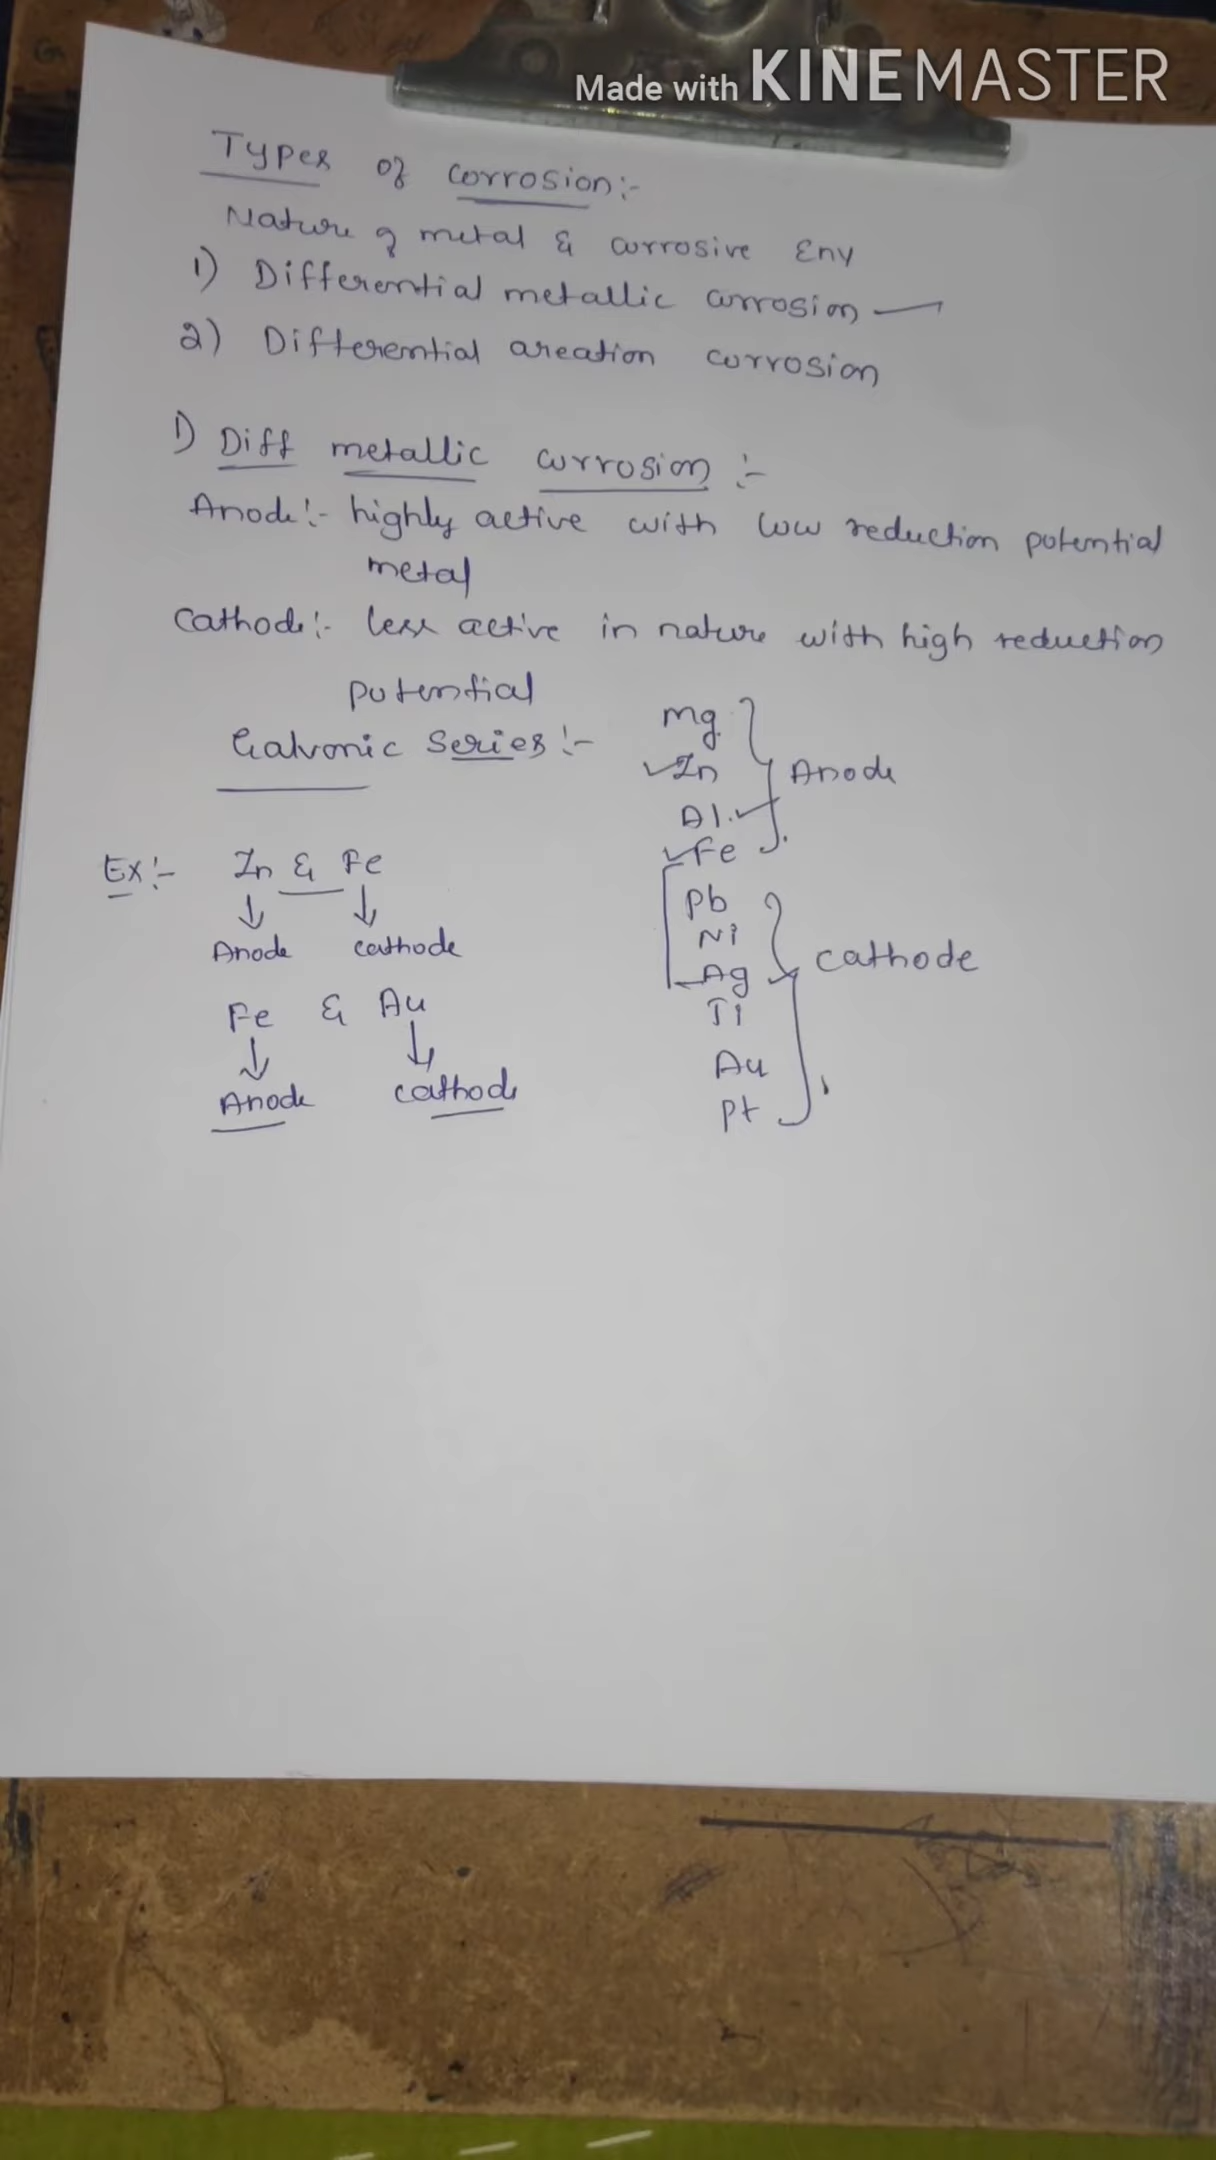 Made with KINEMASTER
Types of corrosion:-
Nature of metal & corrosive Env
1) Differential metallic corrosion
2) Differential areation corrosion
1) Diff metallic corrosion :-
Anode:- highly active with low reduction potential
metal
Cathode:- less active in nature with high reduction
potential
Galvonic Series:-
Mg
Zn
Al
Fe
Anode
Pb
Ni
Ag
Ti
Au
Pt
cathode
Ex:- Zn & Fe
Anode cathode
Fe & Au
Anode cathode